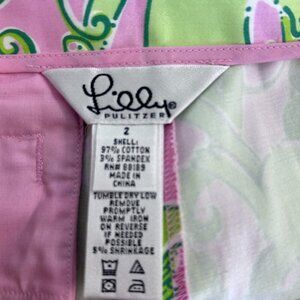 Lilly®
PULITZER
2
SHELL:
97% COTTON
3% SPANDEX
RN# 88189
MADE IN
CHINA
TUMBLE DRY LOW
REMOVE
PROMPTLY
WARM IRON
ON REVERSE
IF NEEDED
POSSIBLE
5% SHRINKAGE